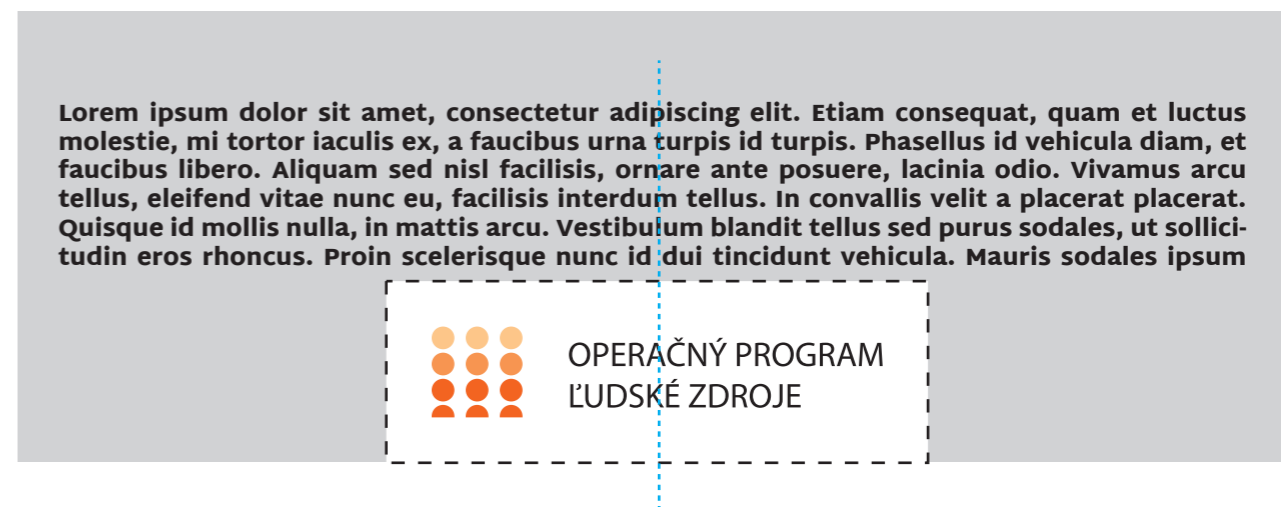 Lorem ipsum dolor sit amet, consectetur adipiscing elit. Etiam consequat, quam et luctus
molestie, mi tortor iaculis ex, a faucibus urna turpis id turpis. Phasellus id vehicula diam, et
faucibus libero. Aliquam sed nisl facilisis, ornare ante posuere, lacinia odio. Vivamus arcu
tellus, eleifend vitae nunc eu, facilisis interdum tellus. In convallis velit a placerat placerat.
Quisque id mollis nulla, in mattis arcu. Vestibulum blandit tellus sed purus sodales, ut sollici-
tudin eros rhoncus. Proin scelerisque nunc id dui tincidunt vehicula. Mauris sodales ipsum
OPERAČNÝ PROGRAM
ĽUDSKÉ ZDROJE